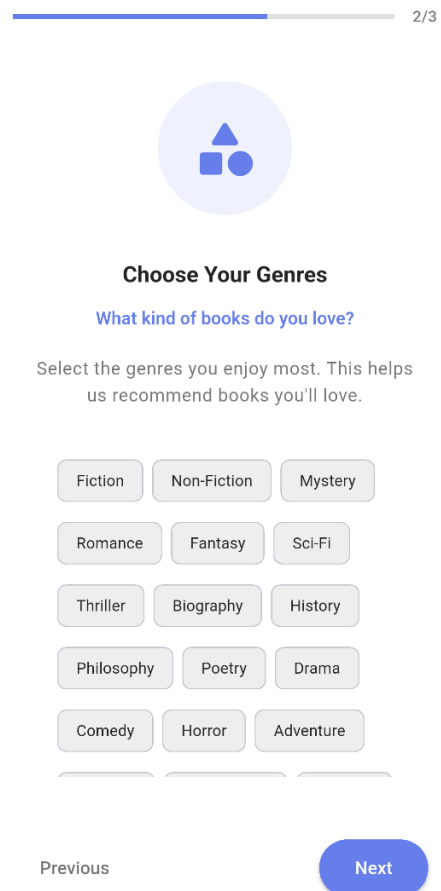 2/3
Choose Your Genres
What kind of books do you love?
Select the genres you enjoy most. This helps
us recommend books you'll love.
Fiction Non-Fiction Mystery
Romance Fantasy Sci-Fi
Thriller Biography History
Philosophy Poetry Drama
Comedy Horror Adventure
Previous Next